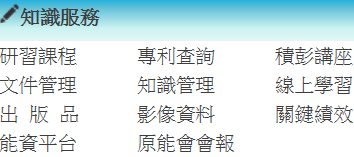 知識服務
研習課程 專利查詢 積彭講座
文件管理 知識管理 線上學習
出 版 品 影像資料 關鍵績效
能資平台 原能會會報